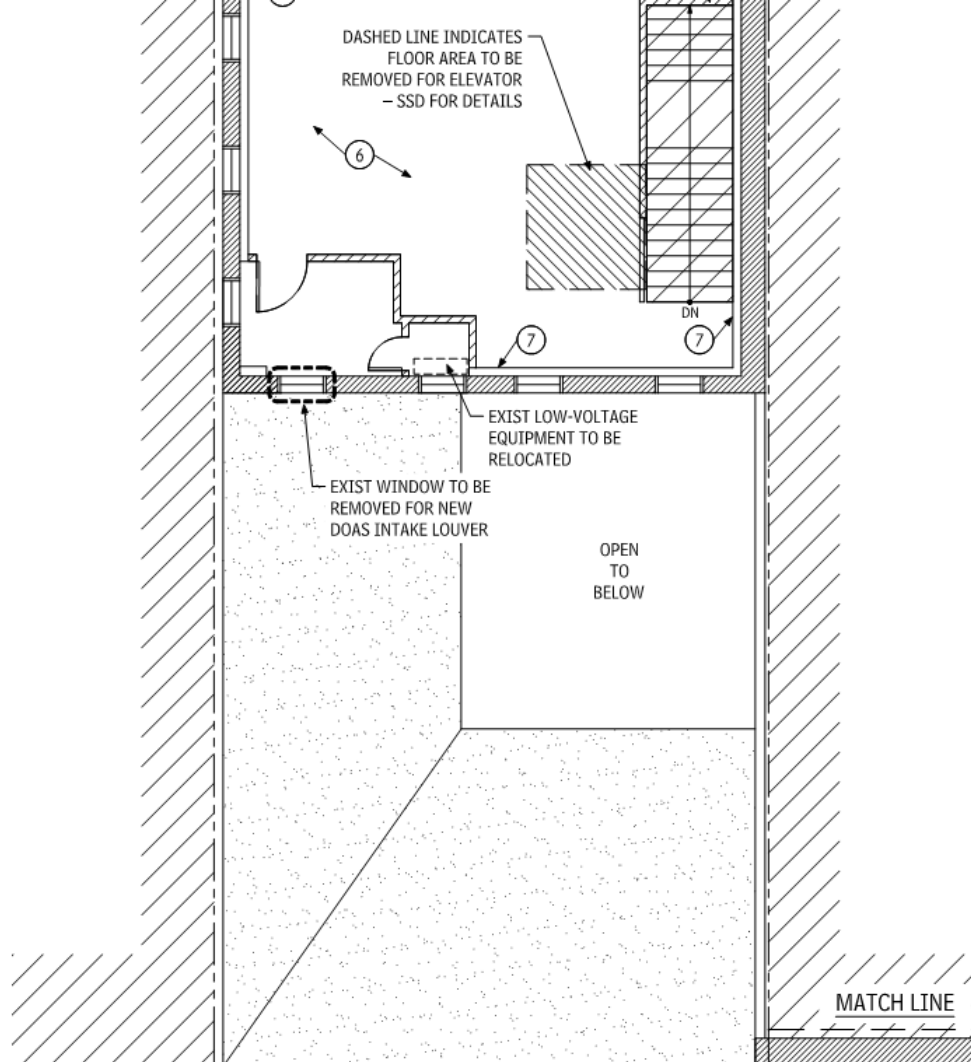 DASHED LINE INDICATES
FLOOR AREA TO BE
REMOVED FOR ELEVATOR
– SSD FOR DETAILS
6
DN
7
7
EXIST LOW-VOLTAGE
EQUIPMENT TO BE
RELOCATED
EXIST WINDOW TO BE
REMOVED FOR NEW
DOAS INTAKE LOUVER
OPEN
TO
BELOW
MATCH LINE